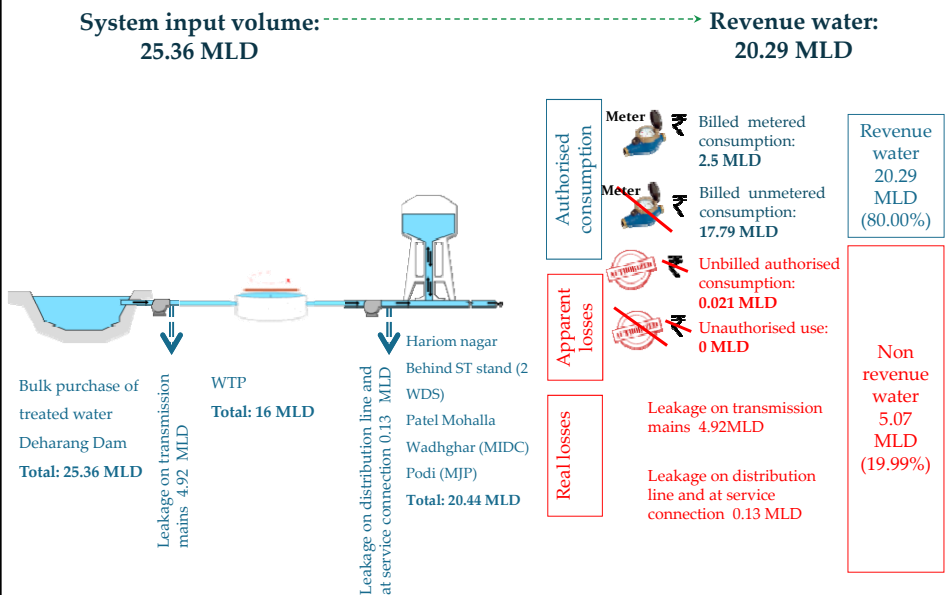 System input volume:
25.36 MLD
Revenue water:
20.29 MLD
Bulk purchase of
treated water
Deharang Dam
Total: 25.36 MLD
Leakage on transmission
mains 4.92 MLD
WTP
Total: 16 MLD
Leakage on distribution line and
at service connection 0.13 MLD
Hariom nagar
Behind ST stand (2
WDS)
Patel Mohalla
Wadhghar (MIDC)
Podi (MJP)
Total: 20.44 MLD
Authorised
consumption
Meter
₹
Billed metered
consumption:
2.5 MLD
Meter
₹
Billed unmetered
consumption:
17.79 MLD
Apparent
losses
AUTHORIZED
₹
Unbilled authorised
consumption:
0.021 MLD
AUTHORIZED
₹
Unauthorised use:
0 MLD
Real losses
Leakage on transmission
mains 4.92MLD
Leakage on distribution
line and at service
connection 0.13 MLD
Revenue
water
20.29
MLD
(80.00%)
Non
revenue
water
5.07
MLD
(19.99%)